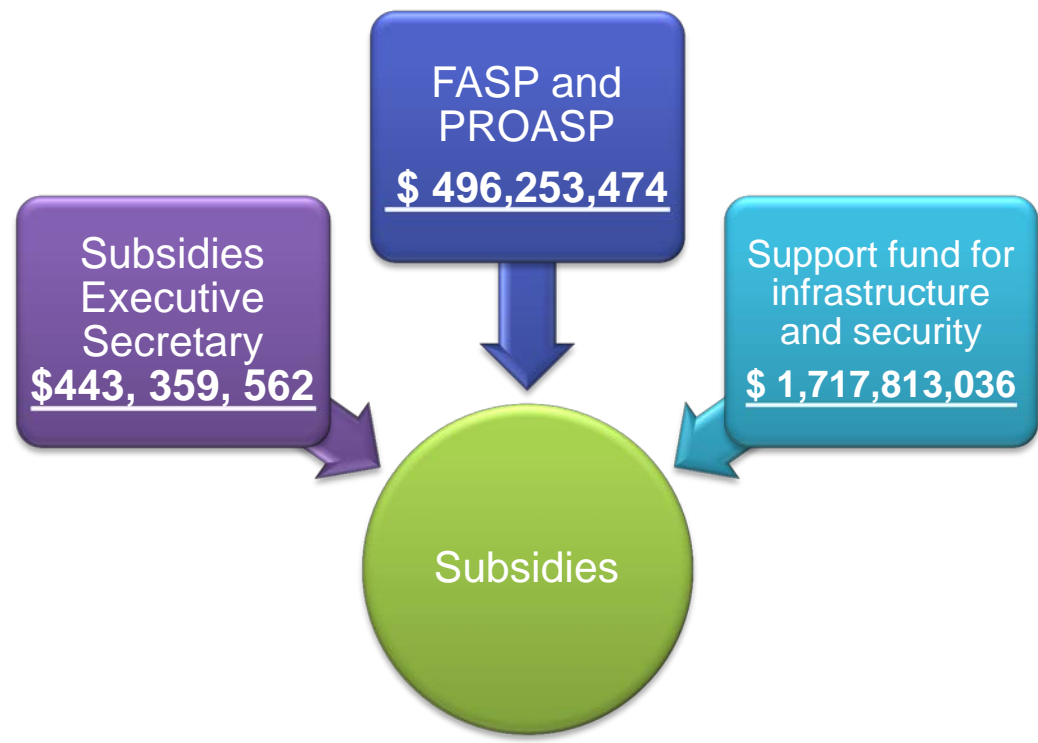 FASP and
PROASP
$ 496,253,474
Subsidies
Executive
Secretary
$443, 359, 562
Support fund for
infrastructure
and security
$ 1,717,813,036
Subsidies